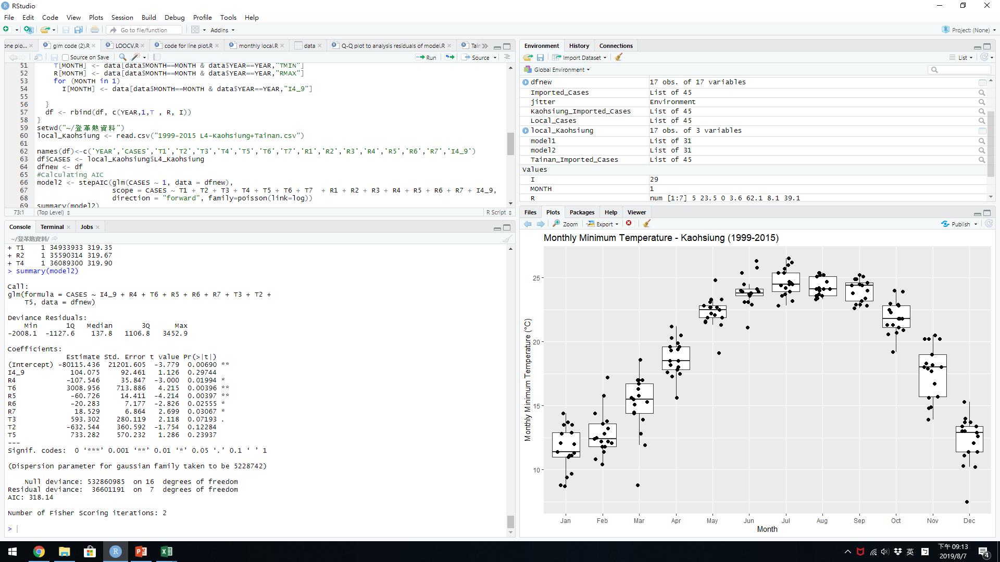 RStudio
File Edit Code View Plots Session Build Debug Profile Tools Help
Go to file/function Addins Project: (None)
one plo... glm code (2).R LOOCV.R code for line plot.R monthly local.R data Q-Q plot to analysis residuals of model.R Tair
Source on Save Run Source
51 T[MONTH] <- data[data$MONTH==MONTH & data$YEAR==YEAR,"TMIN"]
52 R[MONTH] <- data[data$MONTH==MONTH & data$YEAR==YEAR,"RMAX"]
53 for (MONTH in 1)
54 I[MONTH] <- data[data$MONTH==MONTH & data$YEAR==YEAR,"I4_9"]
55
56 }
57 df <- rbind(df, c(YEAR,1,T , R, I))
58 }
59 setwd("~/登革熱資料")
60 local_Kaohsiung <- read.csv("1999-2015 L4-Kaohsiung+Tainan.csv")
61
62 names(df)<-c('YEAR','CASES','T1','T2','T3','T4','T5','T6','T7','R1','R2','R3','R4','R5','R6','R7','I4_9')
63 df$CASES <- local_Kaohsiung$L4_Kaohsiung
64 dfnew <- df
65 #Calculating AIC
66 model2 <- stepAIC(glm(CASES ~ 1, data = dfnew),
67 scope = CASES ~ T1 + T2 + T3 + T4 + T5 + T6 + T7  + R1 + R2 + R3 + R4 + R5 + R6 + R7 + I4_9,
68 direction = "forward", family=poisson(link=log))
69 summary(model2)
73:1 (Top Level) R Script
Console Terminal Jobs
~/登革熱資料/
+ T1    1 34933933 319.35
+ R2    1 35590314 319.67
+ T4    1 36089300 319.90
> summary(model2)
Call:
glm(formula = CASES ~ I4_9 + R4 + T6 + R5 + R6 + R7 + T3 + T2 +
T5, data = dfnew)
Deviance Residuals:
Min 1Q Median 3Q Max
-2008.1 -1127.6 137.8 1106.8 3452.9
Coefficients:
Estimate Std. Error t value Pr(>|t|)
(Intercept) -80115.436 21201.605 -3.779 0.00690 **
I4_9 104.075 92.461 1.126 0.29744
R4 -107.546 35.847 -3.000 0.01994 *
T6 3008.956 713.886 4.215 0.00396 **
R5 -60.726 14.411 -4.214 0.00397 **
R6 -20.283 7.177 -2.826 0.02555 *
R7 18.529 6.864 2.699 0.03067 *
T3 593.302 280.119 2.118 0.07193 .
T2 -632.544 360.592 -1.754 0.12284
T5 733.282 570.232 1.286 0.23937
---
Signif. codes:  0 ‘***’ 0.001 ‘**’ 0.01 ‘*’ 0.05 ‘.’ 0.1 ‘ ’ 1
(Dispersion parameter for gaussian family taken to be 5228742)
Null deviance: 532860985  on 16  degrees of freedom
Residual deviance:  36601191  on  7  degrees of freedom
AIC: 318.14
Number of Fisher Scoring iterations: 2
>
Environment History Connections
Import Dataset List
Global Environment
dfnew 17 obs. of 17 variables
Imported_Cases List of 45
jitter Environment
Kaohsiung_Imported_Cases List of 45
Local_Cases List of 45
local_Kaohsiung 17 obs. of 3 variables
model1 List of 31
model2 List of 31
Tainan_Imported_Cases List of 45
Values
I 29
MONTH 1
R num [1:7] 5 23.5 0 3.6 62.1 8.1 39.1
Files Plots Packages Help Viewer
Zoom Export Publish
Monthly Minimum Temperature - Kaohsiung (1999-2015)
Monthly Minimum Temperature (°C)
25
20
15
10
Jan Feb Mar Apr May Jun Jul Aug Sep Oct Nov Dec
Month
英
下午 09:13
2019/8/7
4